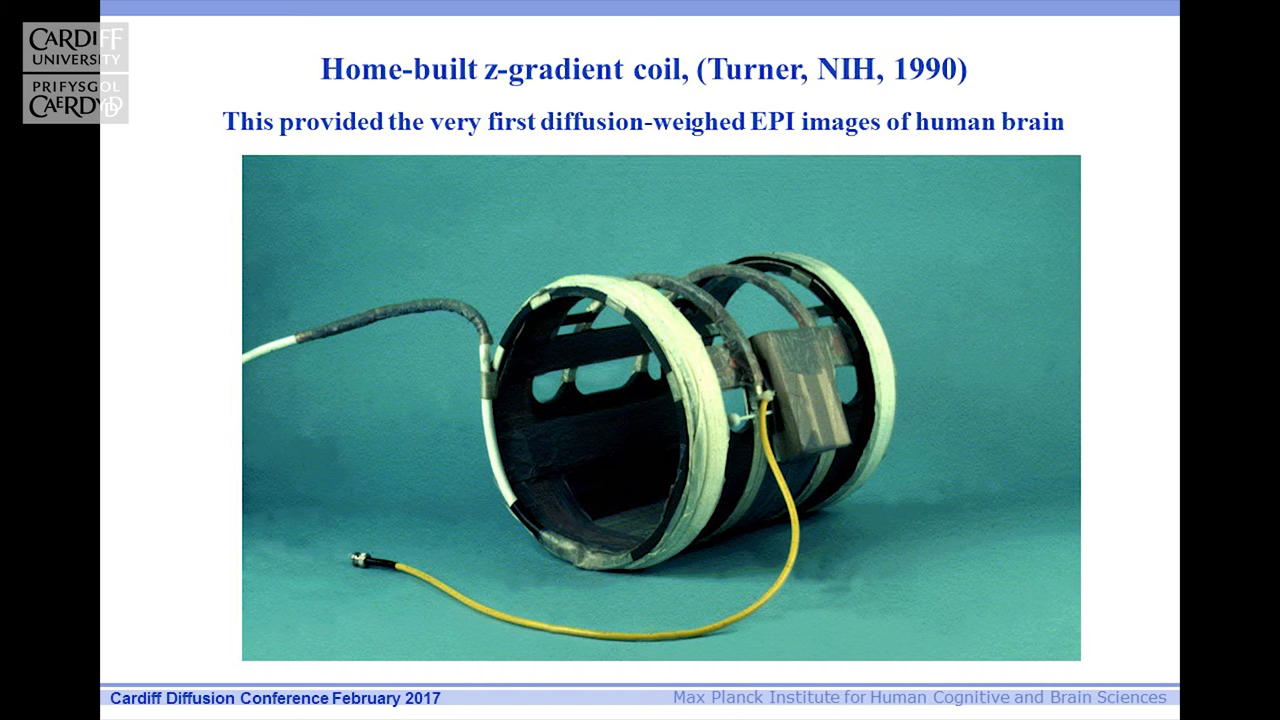 CARDIFF
UNIVERSITY
PRIFYSGOL
CAERDYD
Home-built z-gradient coil, (Turner, NIH, 1990)
This provided the very first diffusion-weighed EPI images of human brain
Cardiff Diffusion Conference February 2017
Max Planck Institute for Human Cognitive and Brain Sciences